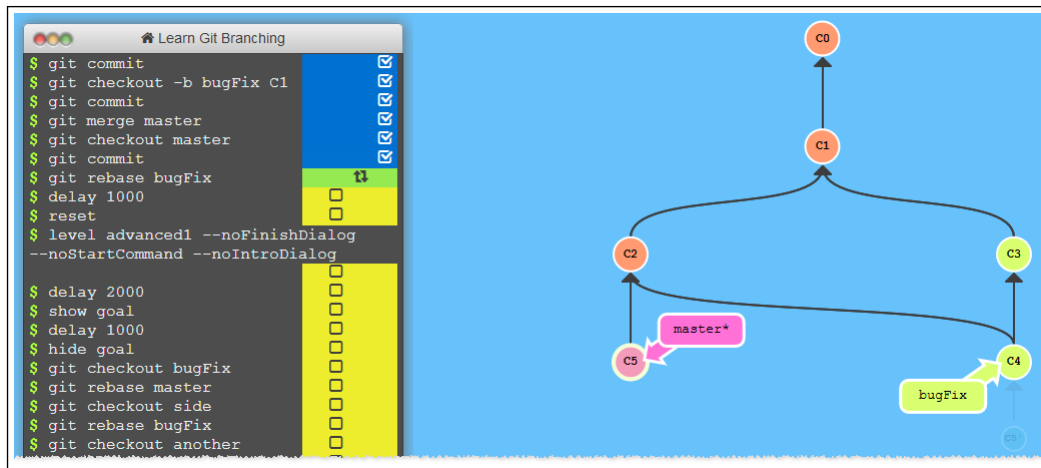 Learn Git Branching
$ git commit
$ git checkout -b bugFix C1
$ git commit
$ git merge master
$ git checkout master
$ git commit
$ git rebase bugFix
$ delay 1000
$ reset
$ level advanced1 --noFinishDialog
--noStartCommand --noIntroDialog
$ delay 2000
$ show goal
$ delay 1000
$ hide goal
$ git checkout bugFix
$ git rebase master
$ git checkout side
$ git rebase bugFix
$ git checkout another
C0
C1
C2
C3
master*
C5
C4
bugFix
C5'